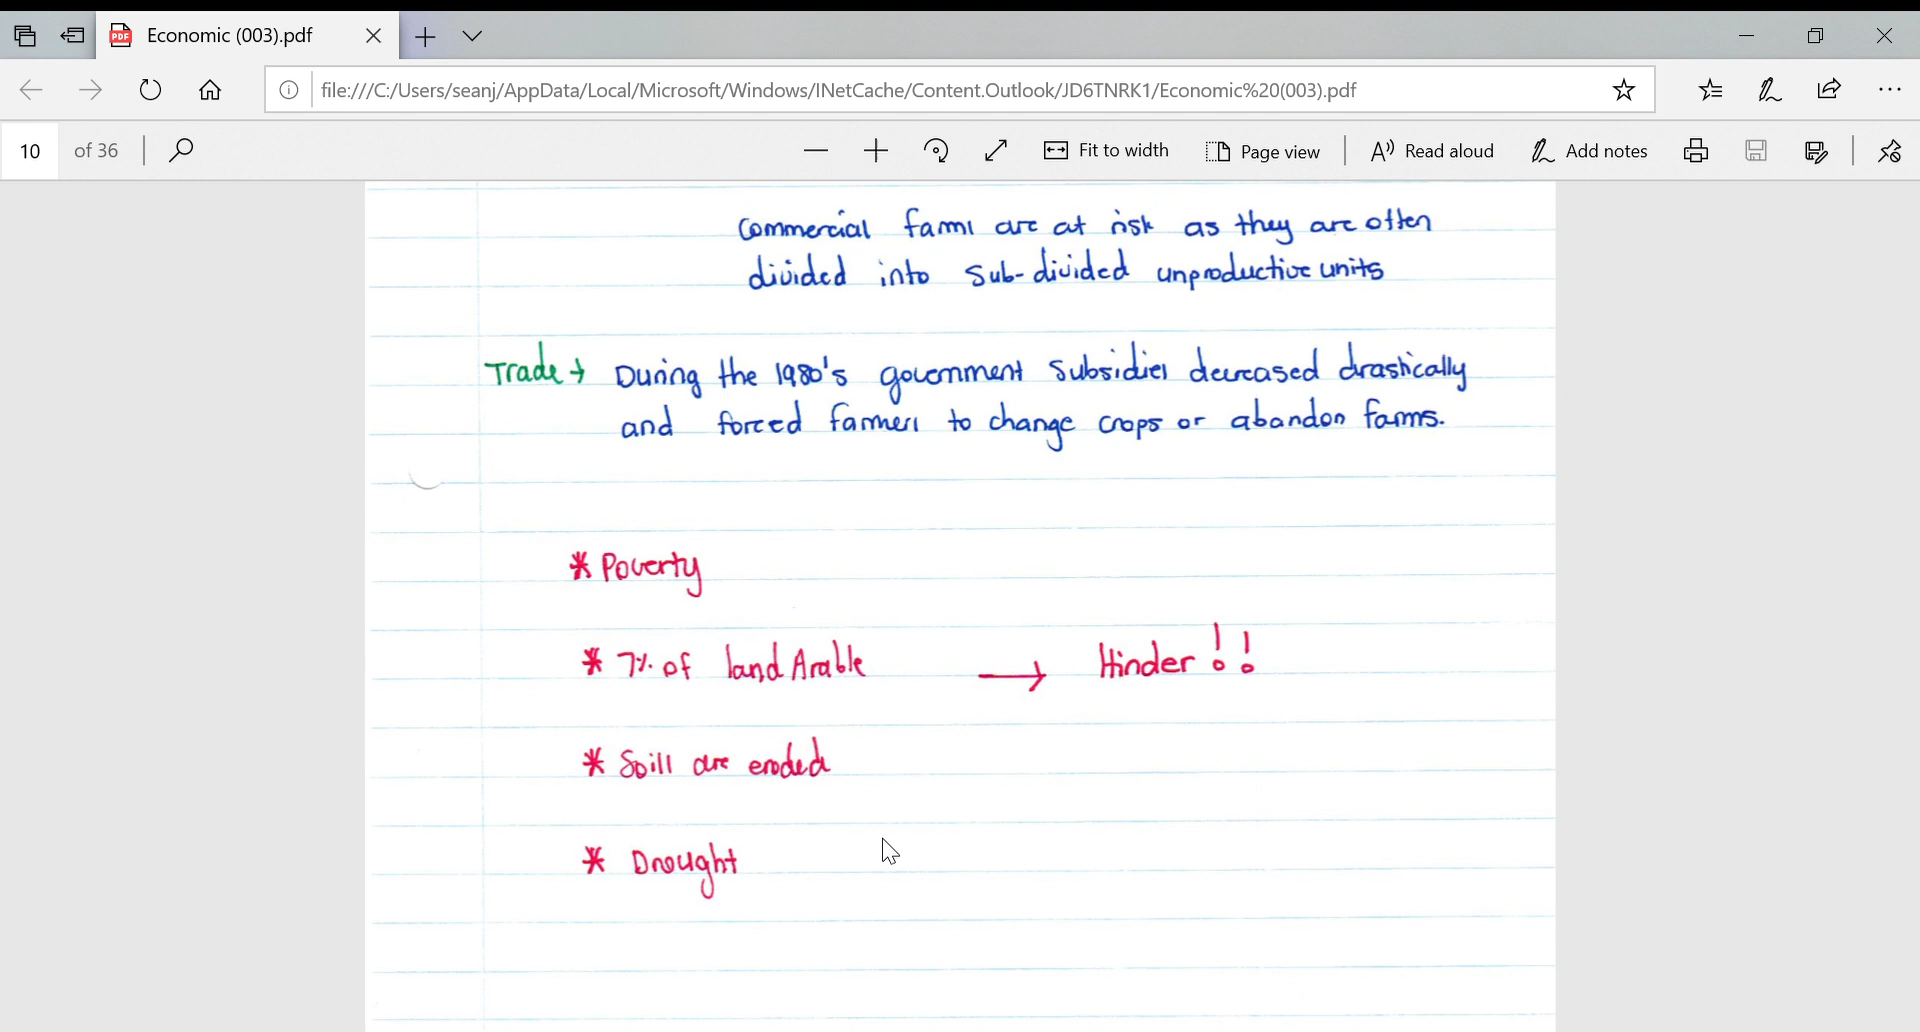 Economic (003).pdf
file:///C:/Users/seanj/AppData/Local/Microsoft/Windows/INetCache/Content.Outlook/JD6TNRK1/Economic%20(003).pdf
10 of 36 Fit to width Page view Read aloud Add notes
Commercial farms are at risk as they are often
divided into sub-divided unproductive units
Trade → During the 1980's government subsidies decreased drastically
and forced farmers to change crops or abandon farms.
* Poverty
* 7% of land Arable → Hinder!!
* Soill are eroded
* Drought